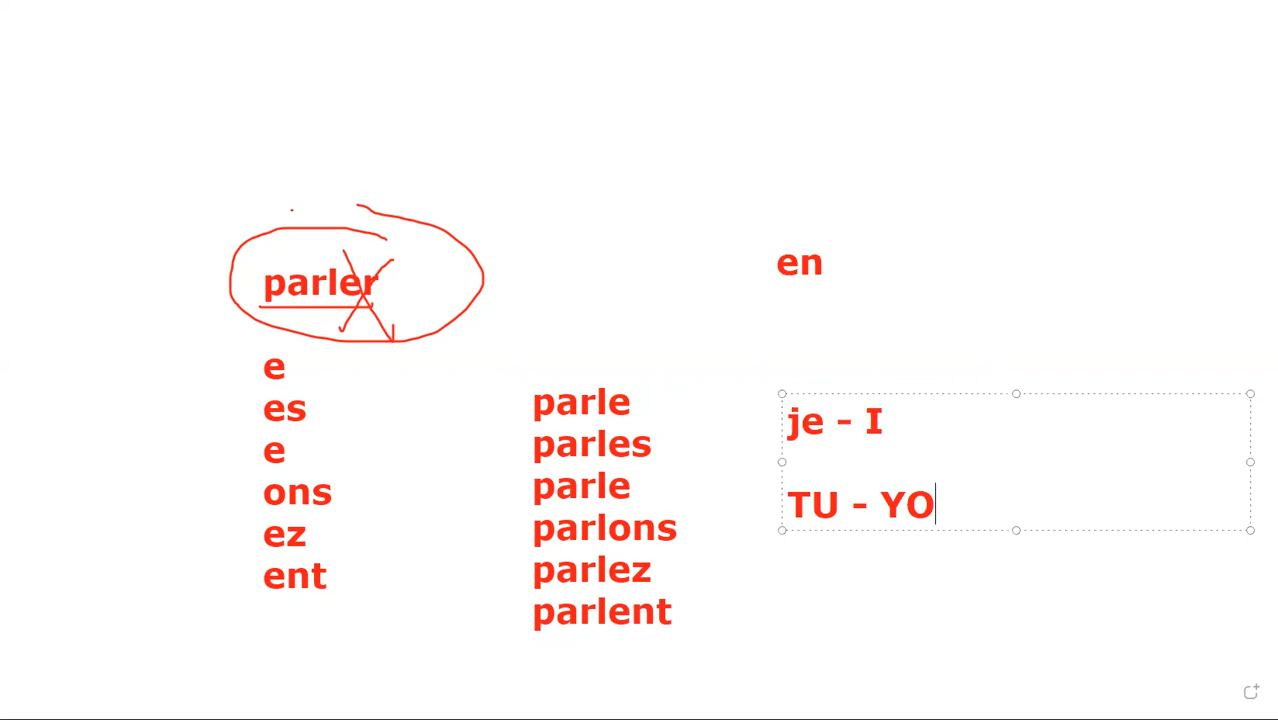 parler
e
es
e
ons
ez
ent
parle
parles
parle
parlons
parlez
parlent
en
je - I
TU - YO